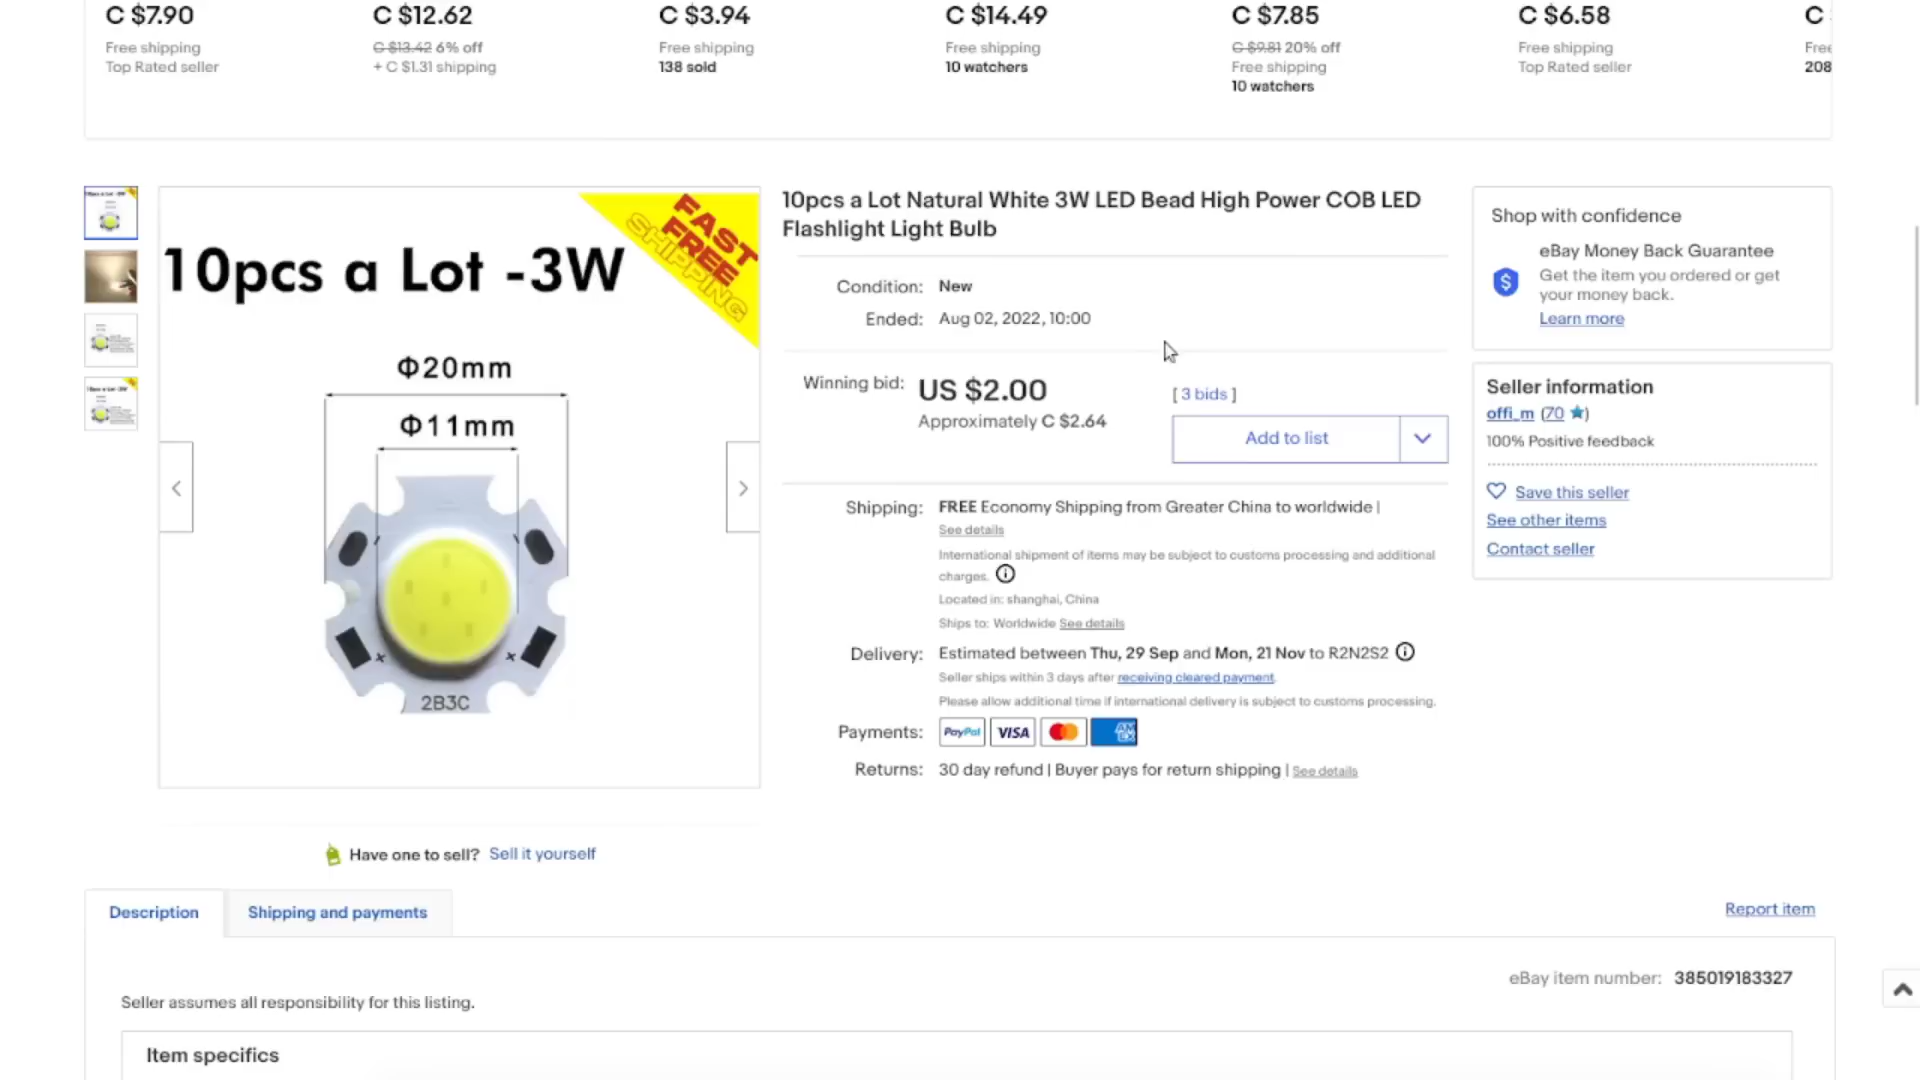 C $7.90
Free shipping
Top Rated seller
C $12.62
C $13.42 6% off
+ C $1.31 shipping
C $3.94
Free shipping
138 sold
C $14.49
Free shipping
10 watchers
C $7.85
C $9.81 20% off
Free shipping
10 watchers
C $6.58
Free shipping
Top Rated seller
C
Free
208
10pcs a Lot -3W
FAST
FREE
SHIPPING
Φ20mm
Φ11mm
2B3C
10pcs a Lot Natural White 3W LED Bead High Power COB LED
Flashlight Light Bulb
Condition: New
Ended: Aug 02, 2022, 10:00
Winning bid: US $2.00
[ 3 bids ]
Approximately C $2.64
Add to list
Shipping: FREE Economy Shipping from Greater China to worldwide |
See details
International shipment of items may be subject to customs processing and additional
charges.
Located in: shanghai, China
Ships to: Worldwide See details
Delivery: Estimated between Thu, 29 Sep and Mon, 21 Nov to R2N2S2
Seller ships within 3 days after receiving cleared payment.
Please allow additional time if international delivery is subject to customs processing.
Payments: PayPal VISA AMEX
Returns: 30 day refund | Buyer pays for return shipping | See details
Shop with confidence
eBay Money Back Guarantee
Get the item you ordered or get
your money back.
Learn more
Seller information
offi_m (70 ★)
100% Positive feedback
Save this seller
See other items
Contact seller
Have one to sell? Sell it yourself
Description
Shipping and payments
Report item
eBay item number: 385019183327
Seller assumes all responsibility for this listing.
Item specifics